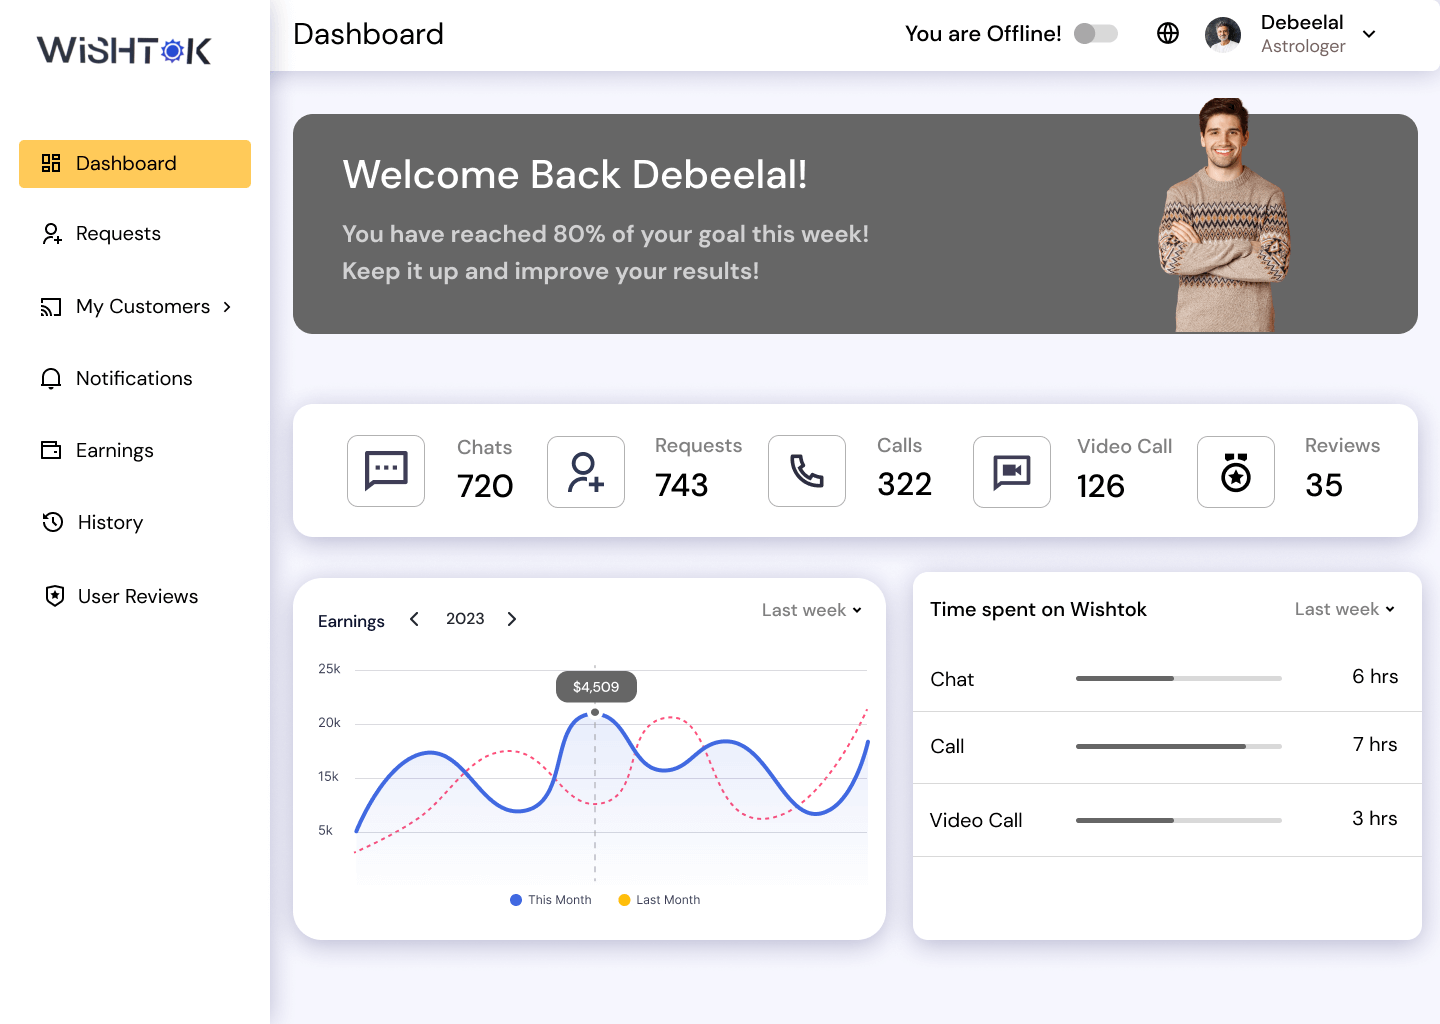 WiSHTOK
Dashboard
You are Offline!
Debeelal
Astrologer
Dashboard
Requests
My Customers
Notifications
Earnings
History
User Reviews
Welcome Back Debeelal!
You have reached 80% of your goal this week!
Keep it up and improve your results!
Chats
720
Requests
743
Calls
322
Video Call
126
Reviews
35
Earnings
2023
Last week
25k
20k
15k
5k
$4,509
This Month
Last Month
Time spent on Wishtok
Last week
Chat
6 hrs
Call
7 hrs
Video Call
3 hrs